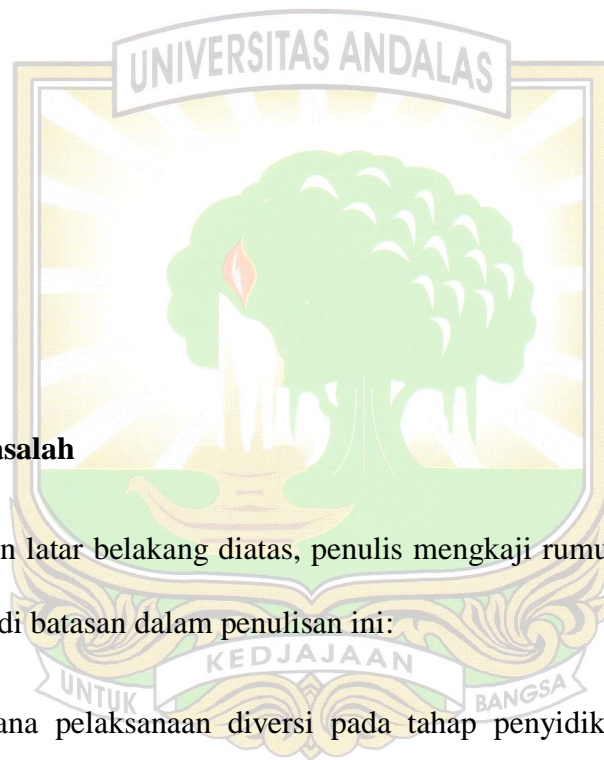 UNIVERSITAS ANDALAS
asalah
n latar belakang diatas, penulis mengkaji rumu
di batasan dalam penulisan ini:
KEDJAJAAN
UNTUK BANGSA
ana pelaksanaan diversi pada tahap penyidik